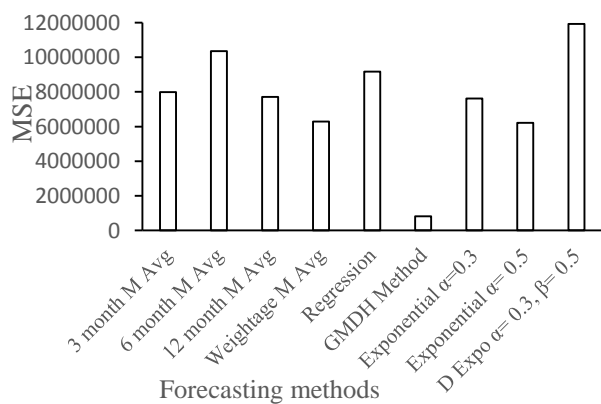 12000000
10000000
8000000
6000000
4000000
2000000
0
MSE
3 month M Avg
6 month M Avg
12 month M Avg
Weightage M Avg
Regression
GMDH Method
Exponential α=0.3
Exponential α= 0.5
D Expo α= 0.3, β= 0.5
Forecasting methods